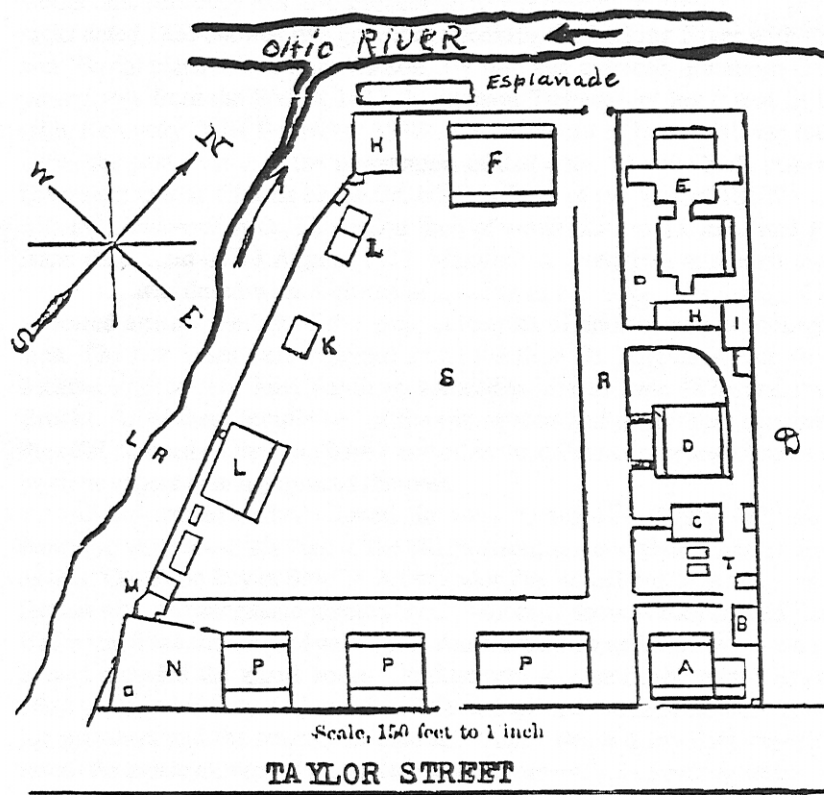 OHIO RIVER
Esplanade
H
F
E
N
W
E
S
L
D
H
I
K
S
R
L
D
L R
C
T
M
B
N
P
P
P
A
Scale, 150 feet to 1 inch
TAYLOR STREET